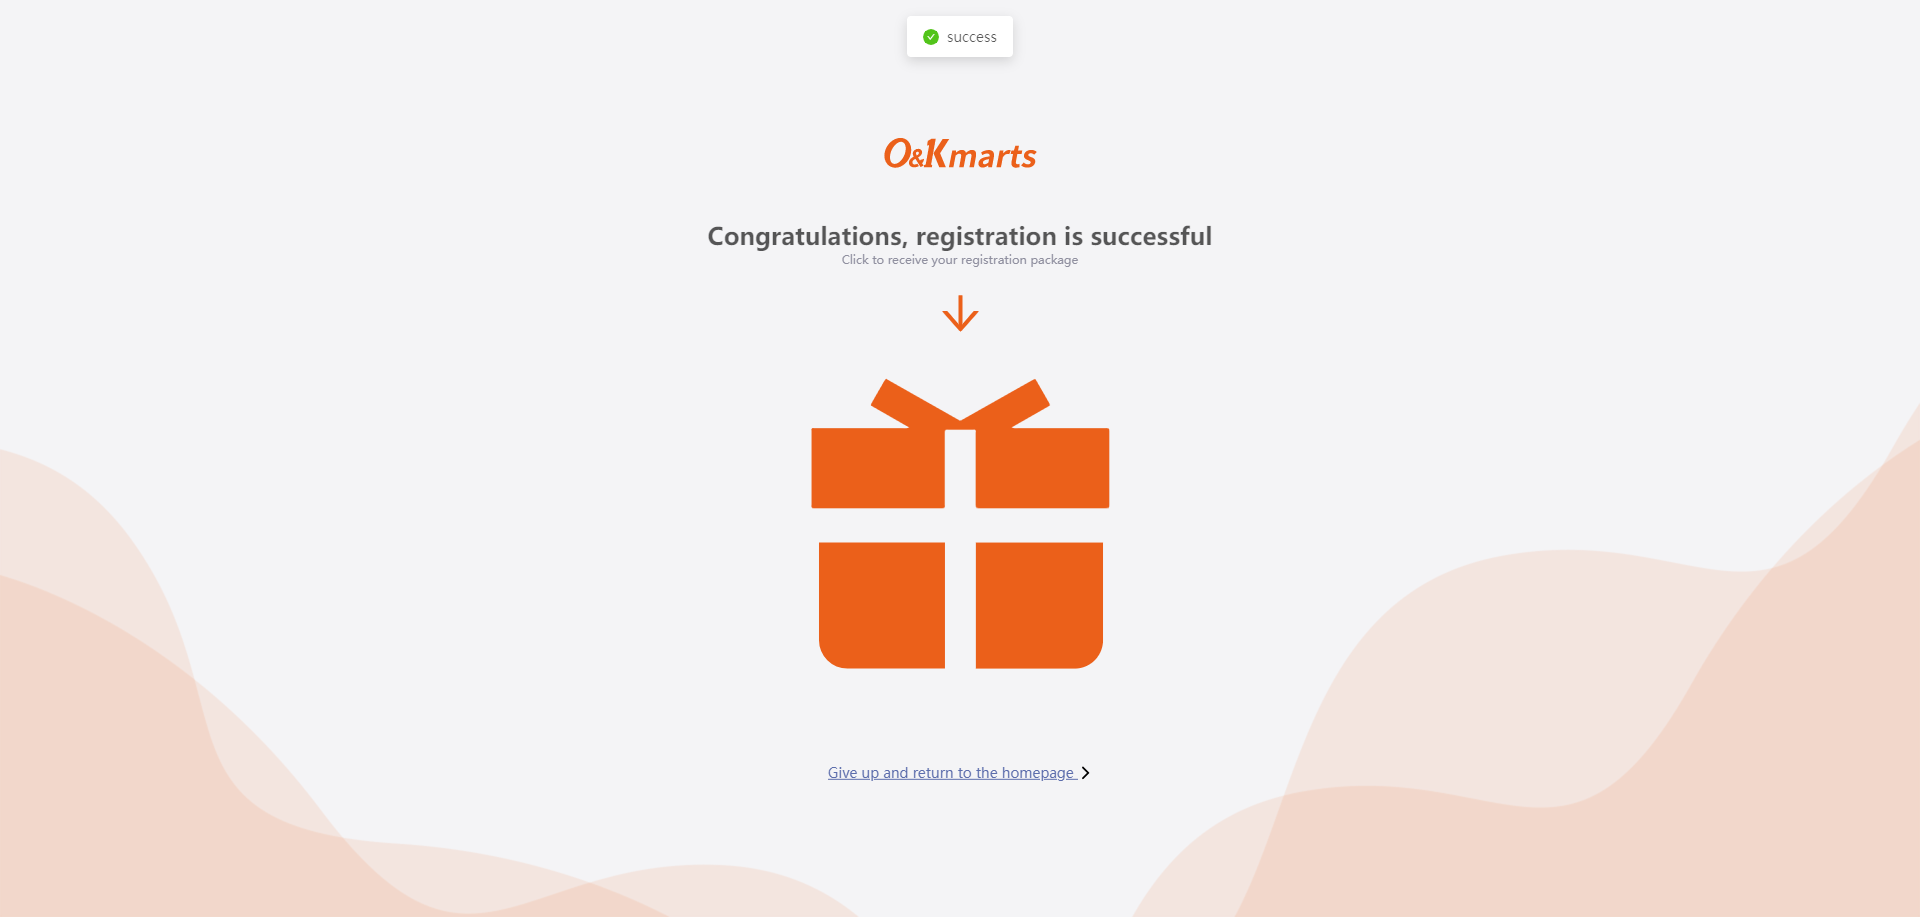 success
O&Kmarts
Congratulations, registration is successful
Click to receive your registration package
Give up and return to the homepage